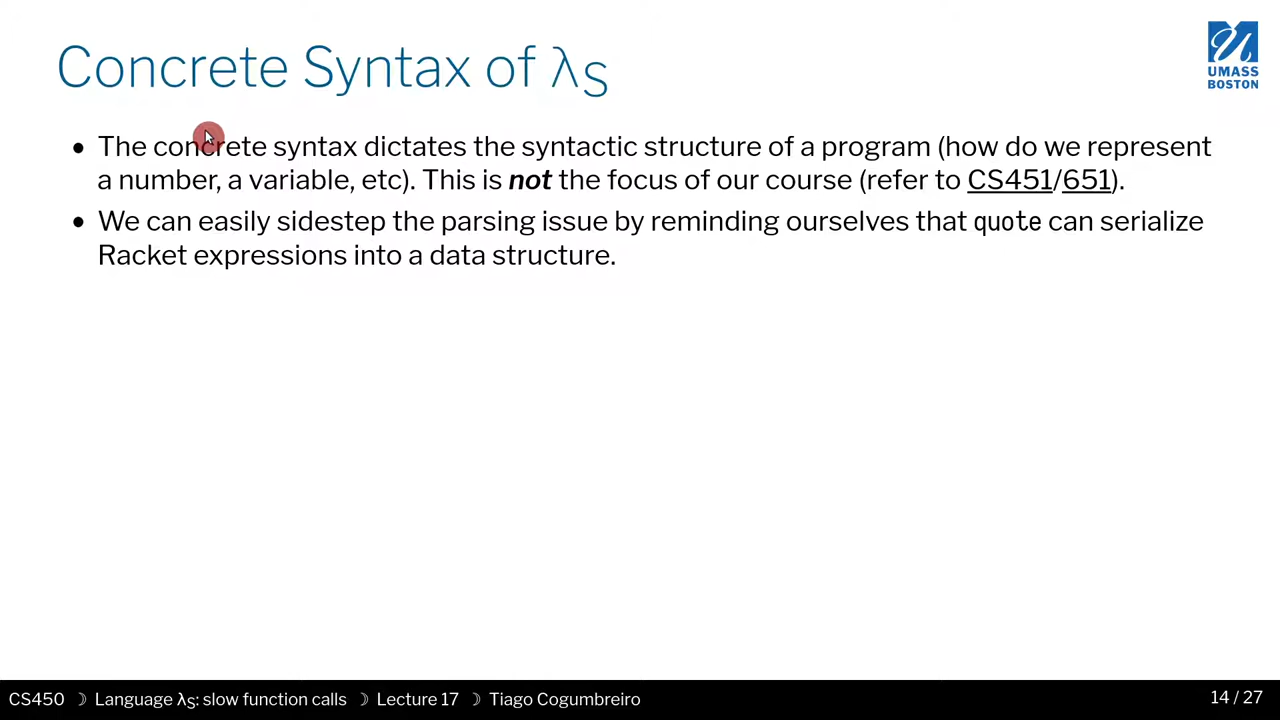 Concrete Syntax of λS
UMASS
BOSTON
• The concrete syntax dictates the syntactic structure of a program (how do we represent
a number, a variable, etc). This is not the focus of our course (refer to CS451/651).
• We can easily sidestep the parsing issue by reminding ourselves that quote can serialize
Racket expressions into a data structure.
CS450 ☽ Language λS: slow function calls ☽ Lecture 17 ☽ Tiago Cogumbreiro
14 / 27